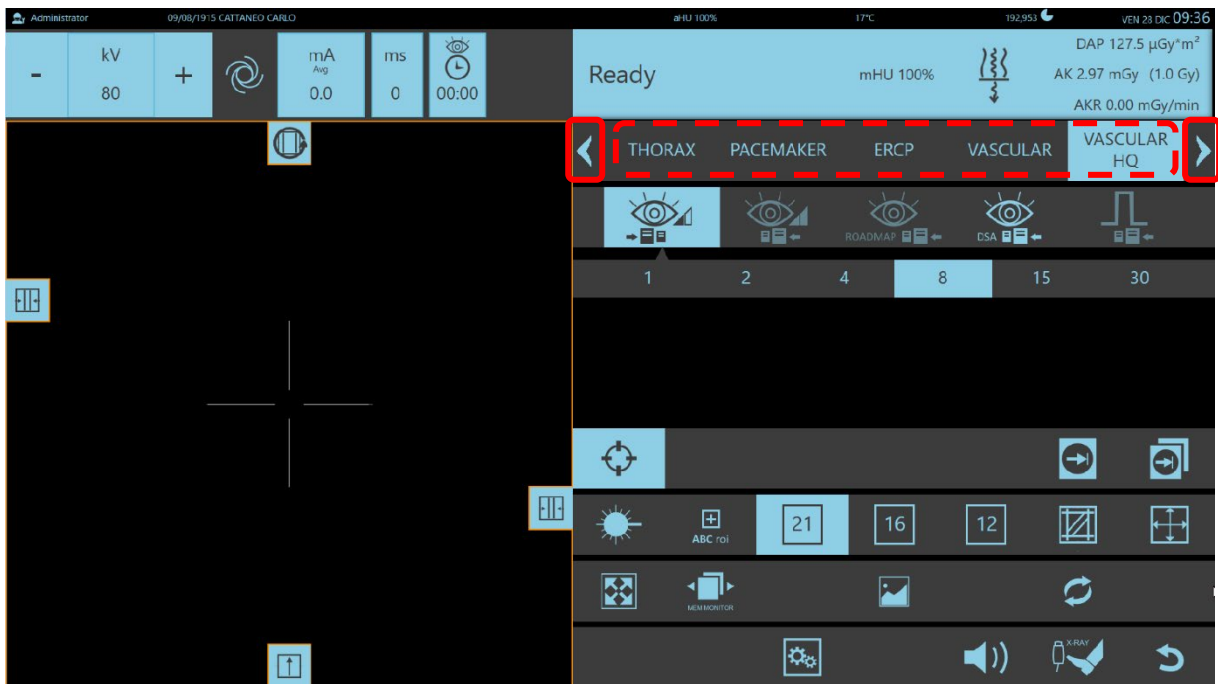 Administrator 09/08/1915 CATTANEO CARLO aHU 100% 17°C 192,953 VEN 28 DIC 09:36
- kV 80 + mA Avg 0.0 ms 0 00:00
Ready mHU 100%
DAP 127.5 µGy*m²
AK 2.97 mGy (1.0 Gy)
AKR 0.00 mGy/min
THORAX PACEMAKER ERCP VASCULAR VASCULAR HQ
ROADMAP DSA
1 2 4 8 15 30
ABC roi 21 16 12
MEM MONITOR
X-RAY